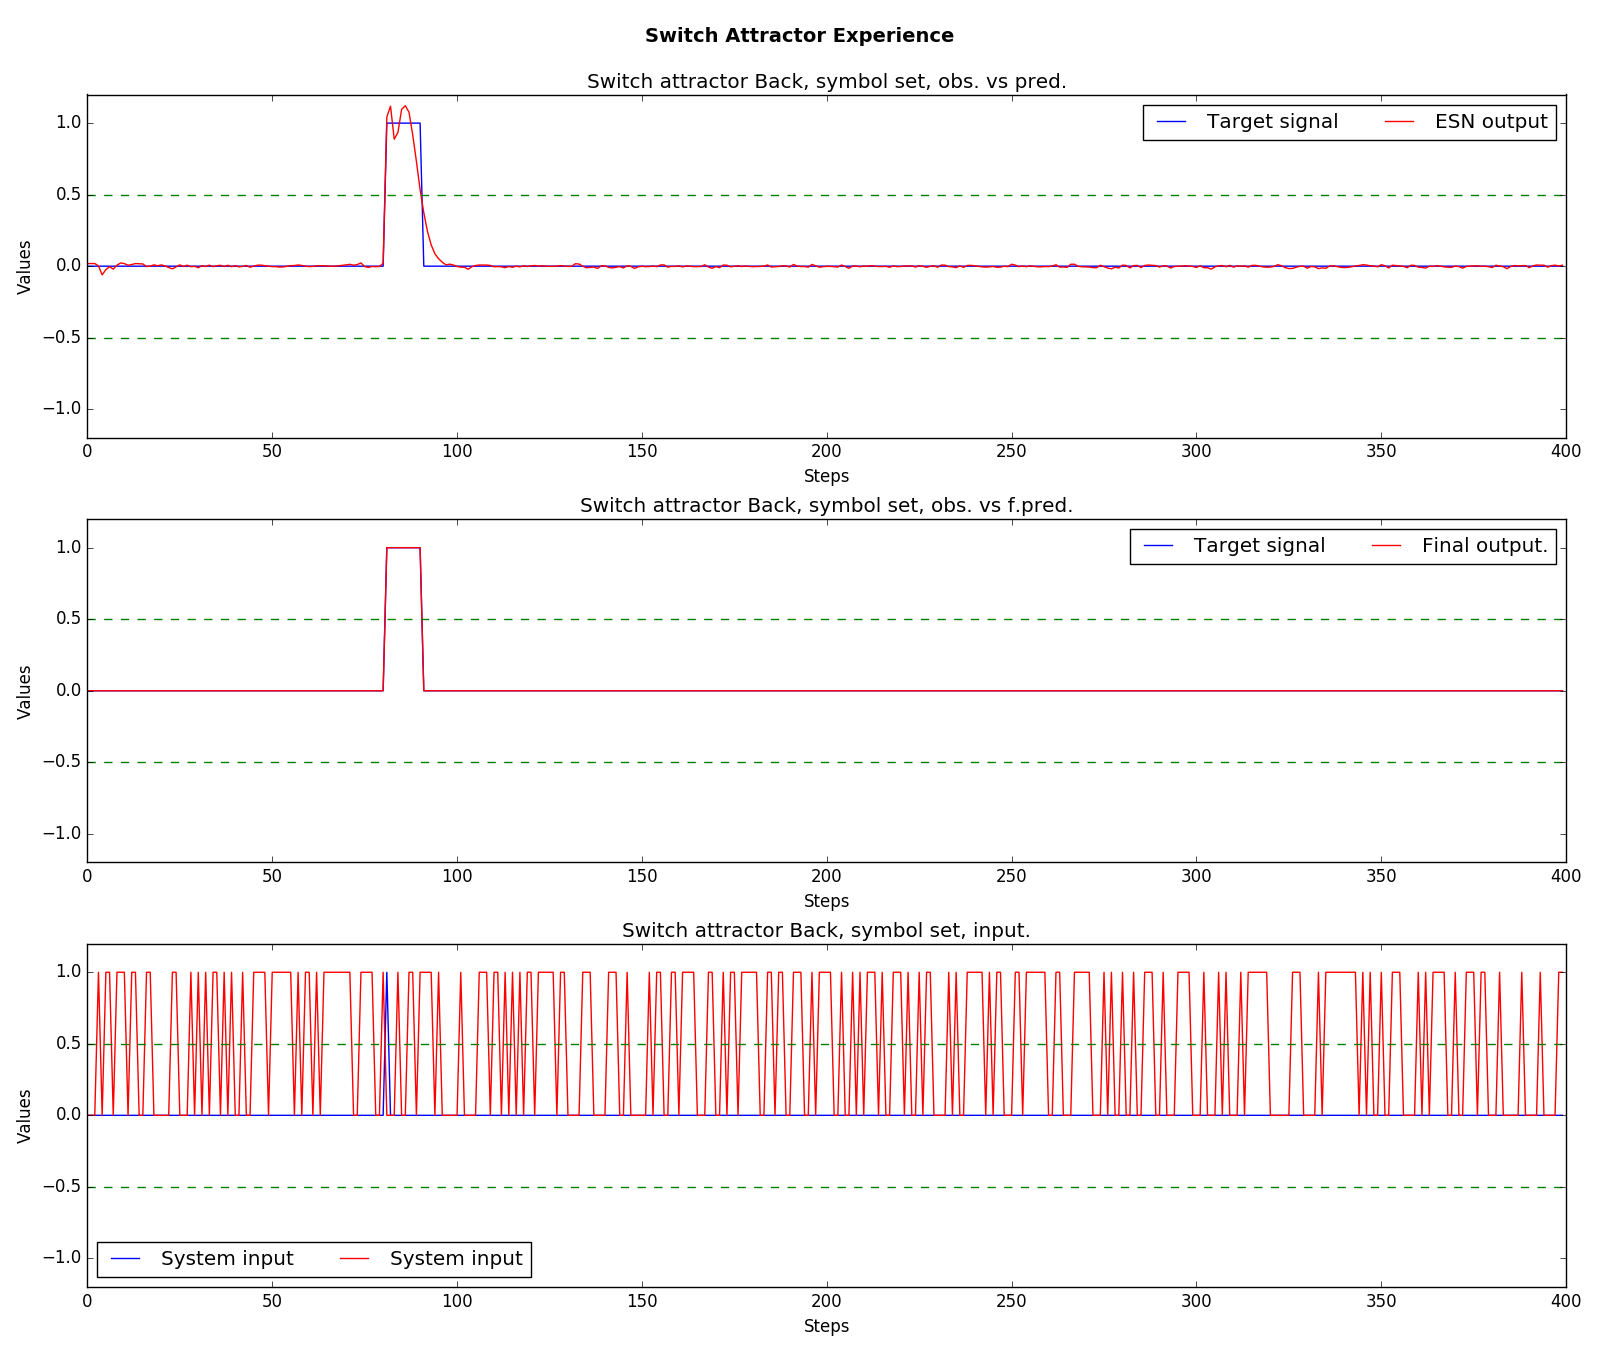 Switch Attractor Experience
Switch attractor Back, symbol set, obs. vs pred.
Target signal ESN output
1.0
0.5
0.0
−0.5
−1.0
Values
0 50 100 150 200 250 300 350 400
Steps
Switch attractor Back, symbol set, obs. vs f.pred.
Target signal Final output.
1.0
0.5
0.0
−0.5
−1.0
Values
0 50 100 150 200 250 300 350 400
Steps
Switch attractor Back, symbol set, input.
1.0
0.5
0.0
−0.5
−1.0
Values
System input System input
0 50 100 150 200 250 300 350 400
Steps